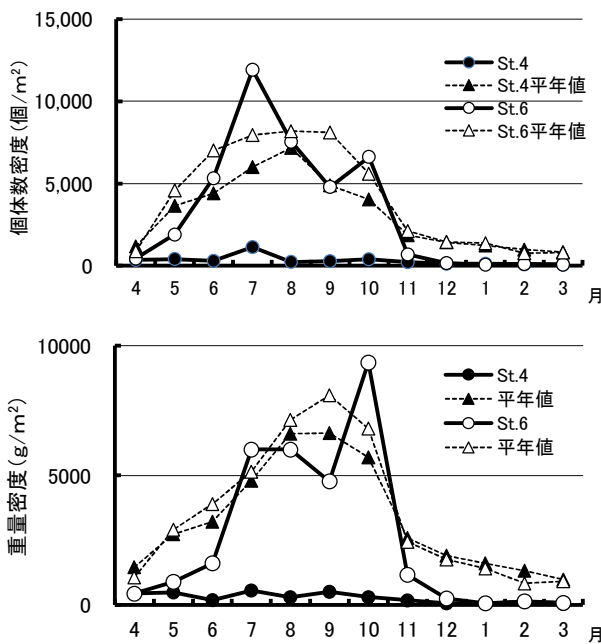 個体数密度(個/m²)
15,000
10,000
5,000
0
St.4
St.4平年値
St.6
St.6平年値
4 5 6 7 8 9 10 11 12 1 2 3 月
重量密度(g/m²)
10000
5000
0
St.4
平年値
St.6
平年値
4 5 6 7 8 9 10 11 12 1 2 3 月